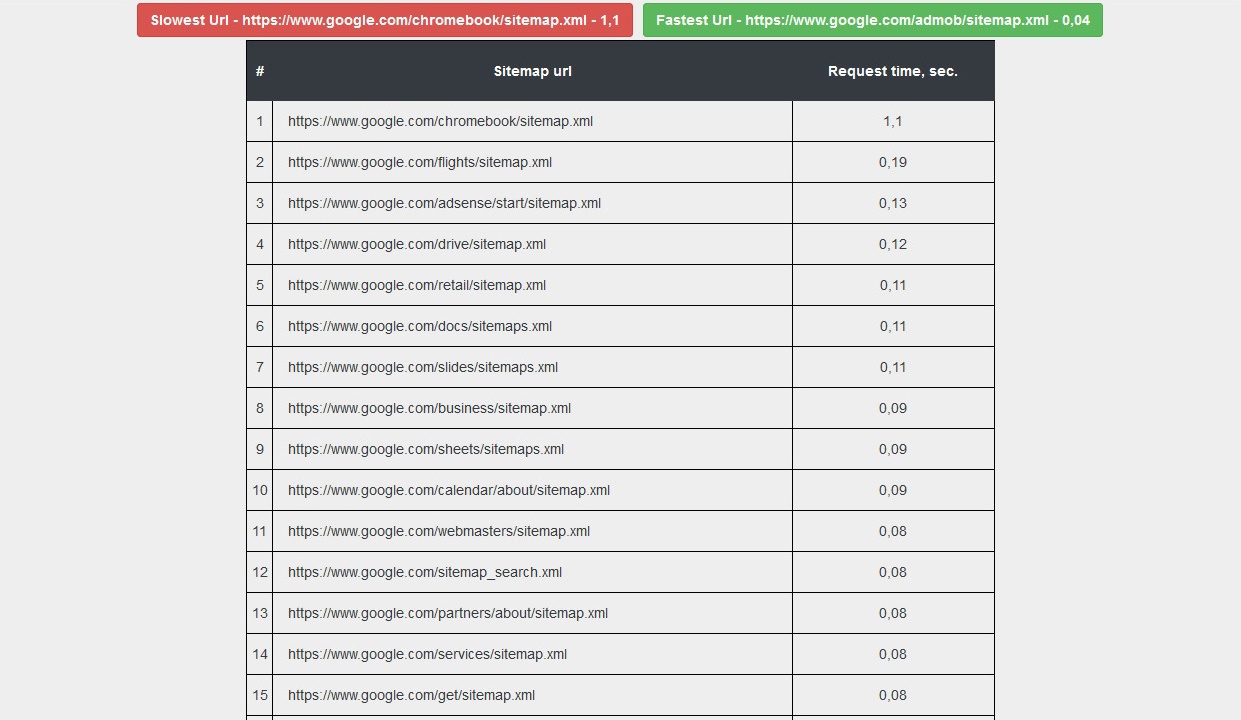 Slowest Url - https://www.google.com/chromebook/sitemap.xml - 1,1 Fastest Url - https://www.google.com/admob/sitemap.xml - 0,04
# Sitemap url Request time, sec.
1 https://www.google.com/chromebook/sitemap.xml 1,1
2 https://www.google.com/flights/sitemap.xml 0,19
3 https://www.google.com/adsense/start/sitemap.xml 0,13
4 https://www.google.com/drive/sitemap.xml 0,12
5 https://www.google.com/retail/sitemap.xml 0,11
6 https://www.google.com/docs/sitemaps.xml 0,11
7 https://www.google.com/slides/sitemaps.xml 0,11
8 https://www.google.com/business/sitemap.xml 0,09
9 https://www.google.com/sheets/sitemaps.xml 0,09
10 https://www.google.com/calendar/about/sitemap.xml 0,09
11 https://www.google.com/webmasters/sitemap.xml 0,08
12 https://www.google.com/sitemap_search.xml 0,08
13 https://www.google.com/partners/about/sitemap.xml 0,08
14 https://www.google.com/services/sitemap.xml 0,08
15 https://www.google.com/get/sitemap.xml 0,08